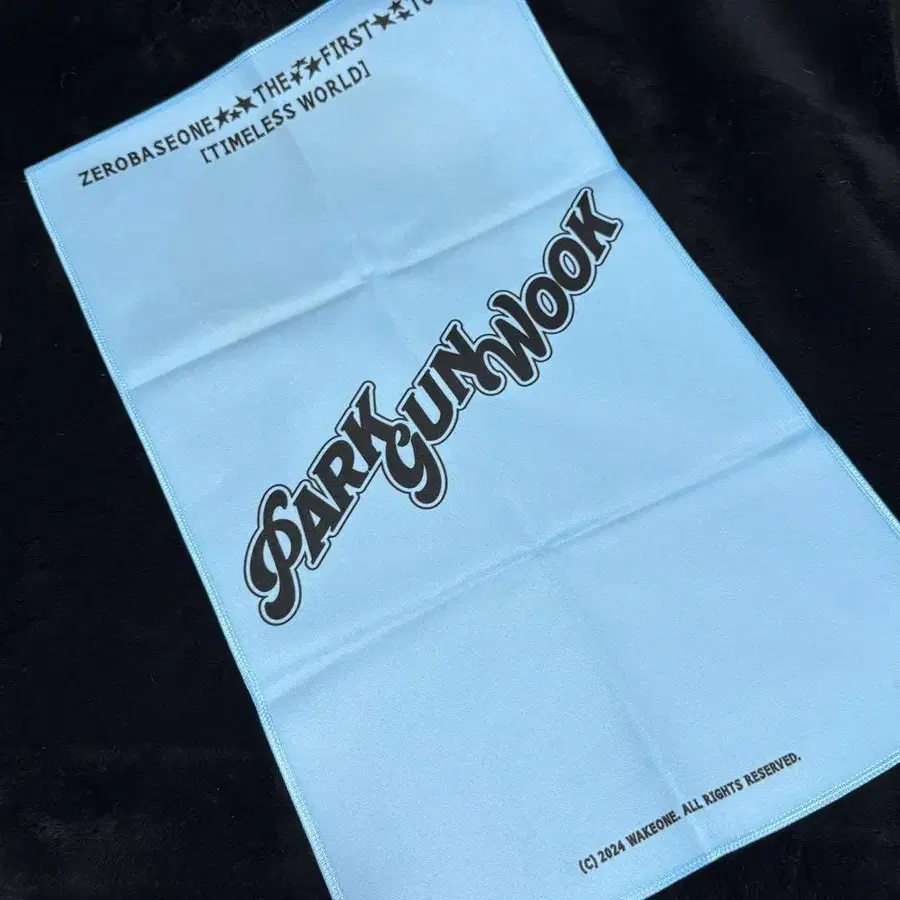 ZEROBASEONE★★★THE★★★FIRST★★
[TIMELESS WORLD]
PARK GUN WOOK
(C) 2024 WAKEONE. ALL RIGHTS RESERVED.